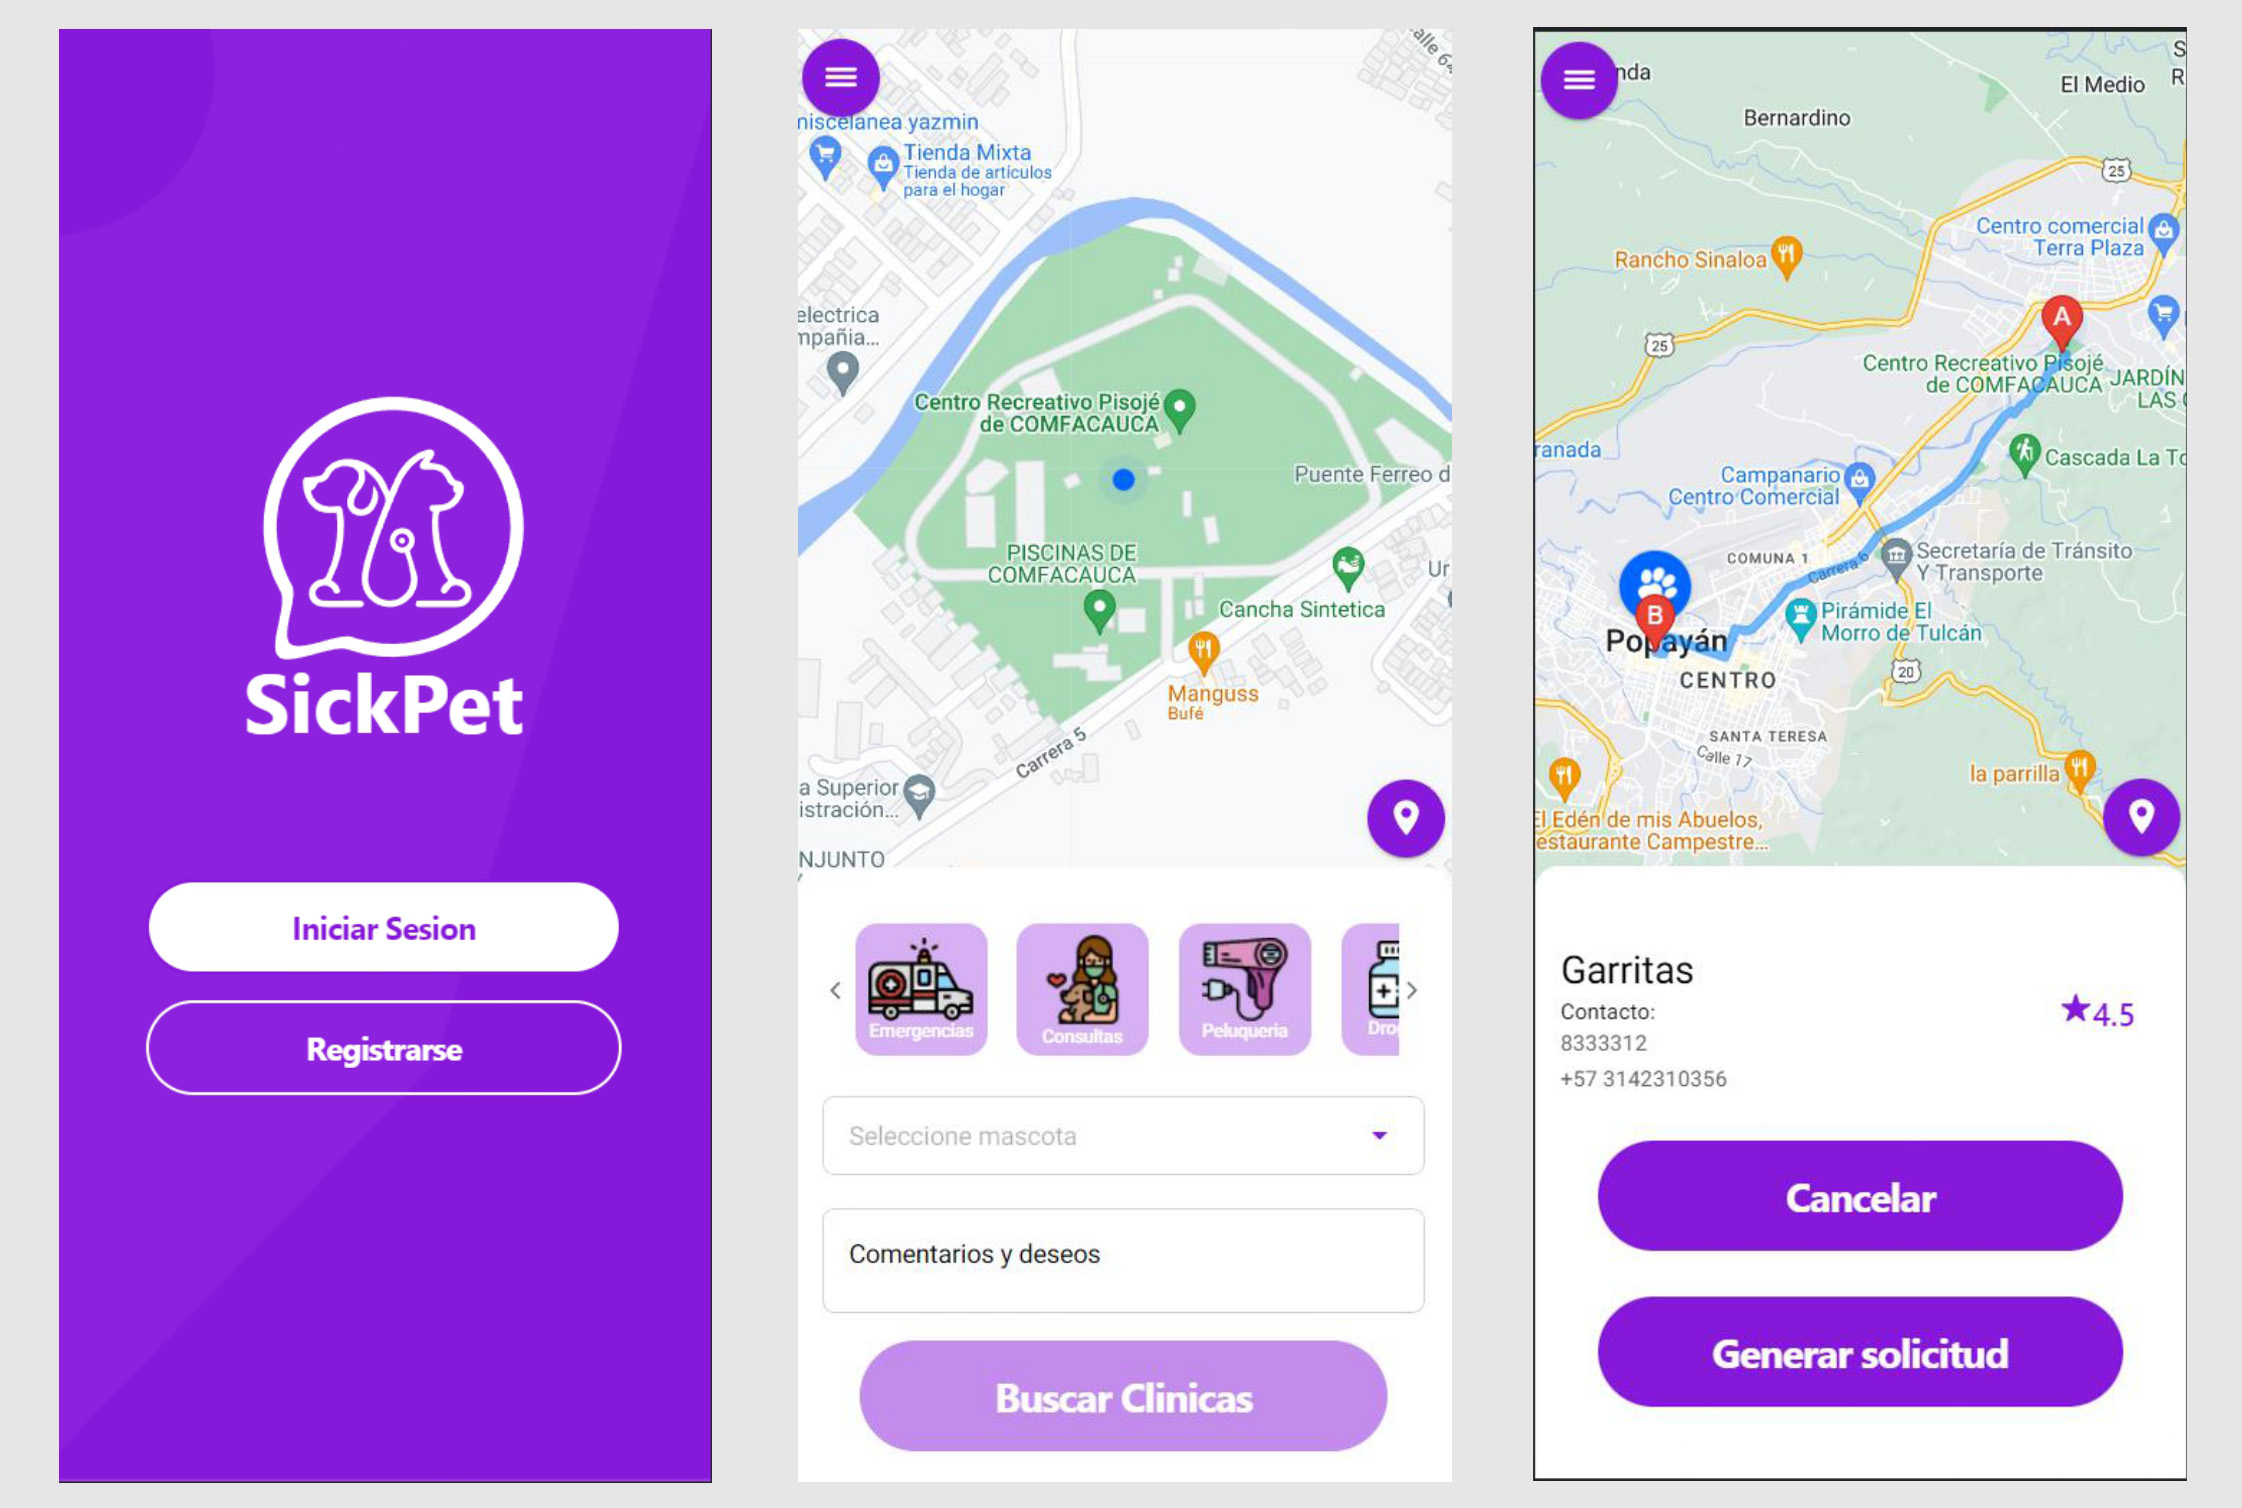 SickPet
Iniciar Sesion
Registrarse
alle 64
niscelanea yazmin
Tienda Mixta
Tienda de artículos
para el hogar
electrica
mpañia...
Centro Recreativo Pisojé
de COMFACAUCA
Puente Ferreo d
PISCINAS DE
COMFACAUCA
Ur
Cancha Sintetica
Manguss
Bufé
Carrera 5
a Superior
istración...
NJUNTO
Emergencias
Consultas
Peluqueria
Dro
Seleccione mascota
Comentarios y deseos
Buscar Clinicas
nda
S
El Medio
R
Bernardino
25
Centro comercial
Terra Plaza
Rancho Sinaloa
A
25
Centro Recreativo Pisojé
de COMFACAUCA
JARDÍN
LAS
ranada
Cascada La To
Campanario
Centro Comercial
COMUNA 1
Carrera 6
Secretaría de Tránsito
Y Transporte
B
Pirámide El
Morro de Tulcán
Popayán
CENTRO
20
SANTA TERESA
Calle 17
la parrilla
El Edén de mis Abuelos,
estaurante Campestre...
Garritas
Contacto:
4.5
8333312
+57 3142310356
Cancelar
Generar solicitud